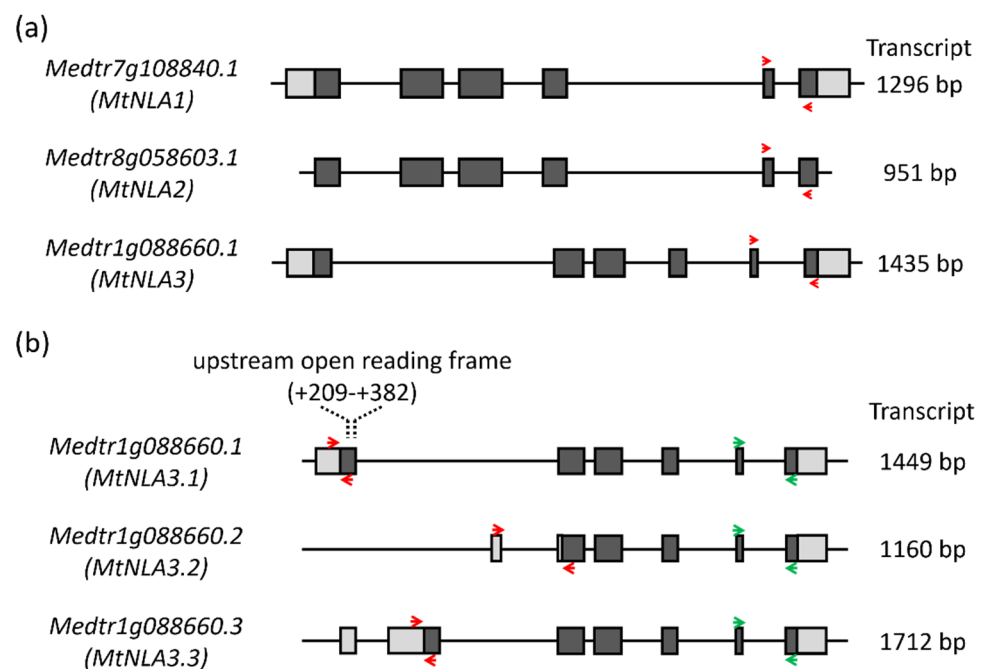 (a)
Transcript
Medtr7g108840.1
(MtNLA1)
1296 bp
Medtr8g058603.1
(MtNLA2)
951 bp
Medtr1g088660.1
(MtNLA3)
1435 bp
(b)
upstream open reading frame
(+209-+382)
Transcript
Medtr1g088660.1
(MtNLA3.1)
1449 bp
Medtr1g088660.2
(MtNLA3.2)
1160 bp
Medtr1g088660.3
(MtNLA3.3)
1712 bp